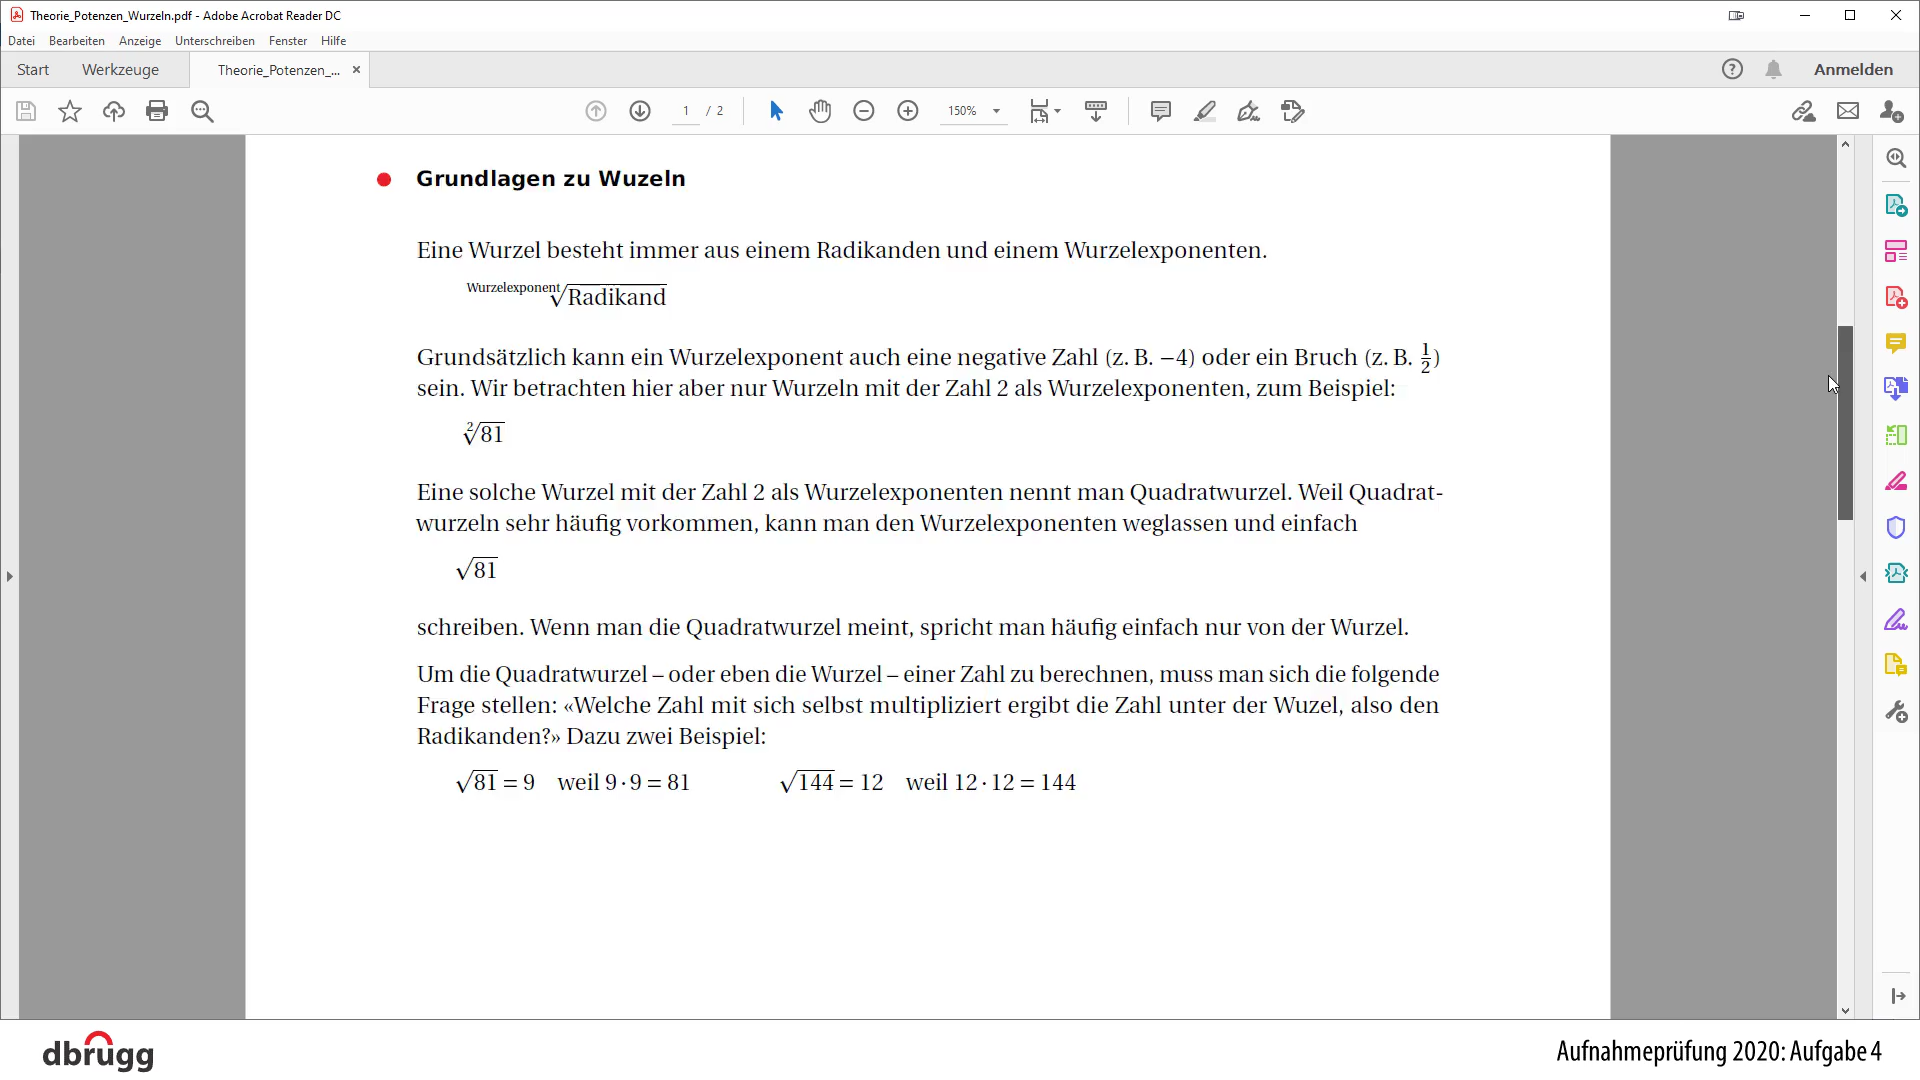 Theorie_Potenzen_Wurzeln.pdf - Adobe Acrobat Reader DC
Datei Bearbeiten Anzeige Unterschreiben Fenster Hilfe
Start Werkzeuge Theorie_Potenzen_... × Anmelden
1 / 2 150%
Grundlagen zu Wuzeln
Eine Wurzel besteht immer aus einem Radikanden und einem Wurzelexponenten.
Wurzelexponent√Radikand
Grundsätzlich kann ein Wurzelexponent auch eine negative Zahl (z. B. −4) oder ein Bruch (z. B. 1/2)
sein. Wir betrachten hier aber nur Wurzeln mit der Zahl 2 als Wurzelexponenten, zum Beispiel:
2√81
Eine solche Wurzel mit der Zahl 2 als Wurzelexponenten nennt man Quadratwurzel. Weil Quadrat-
wurzeln sehr häufig vorkommen, kann man den Wurzelexponenten weglassen und einfach
√81
schreiben. Wenn man die Quadratwurzel meint, spricht man häufig einfach nur von der Wurzel.
Um die Quadratwurzel – oder eben die Wurzel – einer Zahl zu berechnen, muss man sich die folgende
Frage stellen: «Welche Zahl mit sich selbst multipliziert ergibt die Zahl unter der Wuzel, also den
Radikanden?» Dazu zwei Beispiel:
√81 = 9 weil 9 · 9 = 81 √144 = 12 weil 12 · 12 = 144
dbrugg
Aufnahmeprüfung 2020: Aufgabe 4